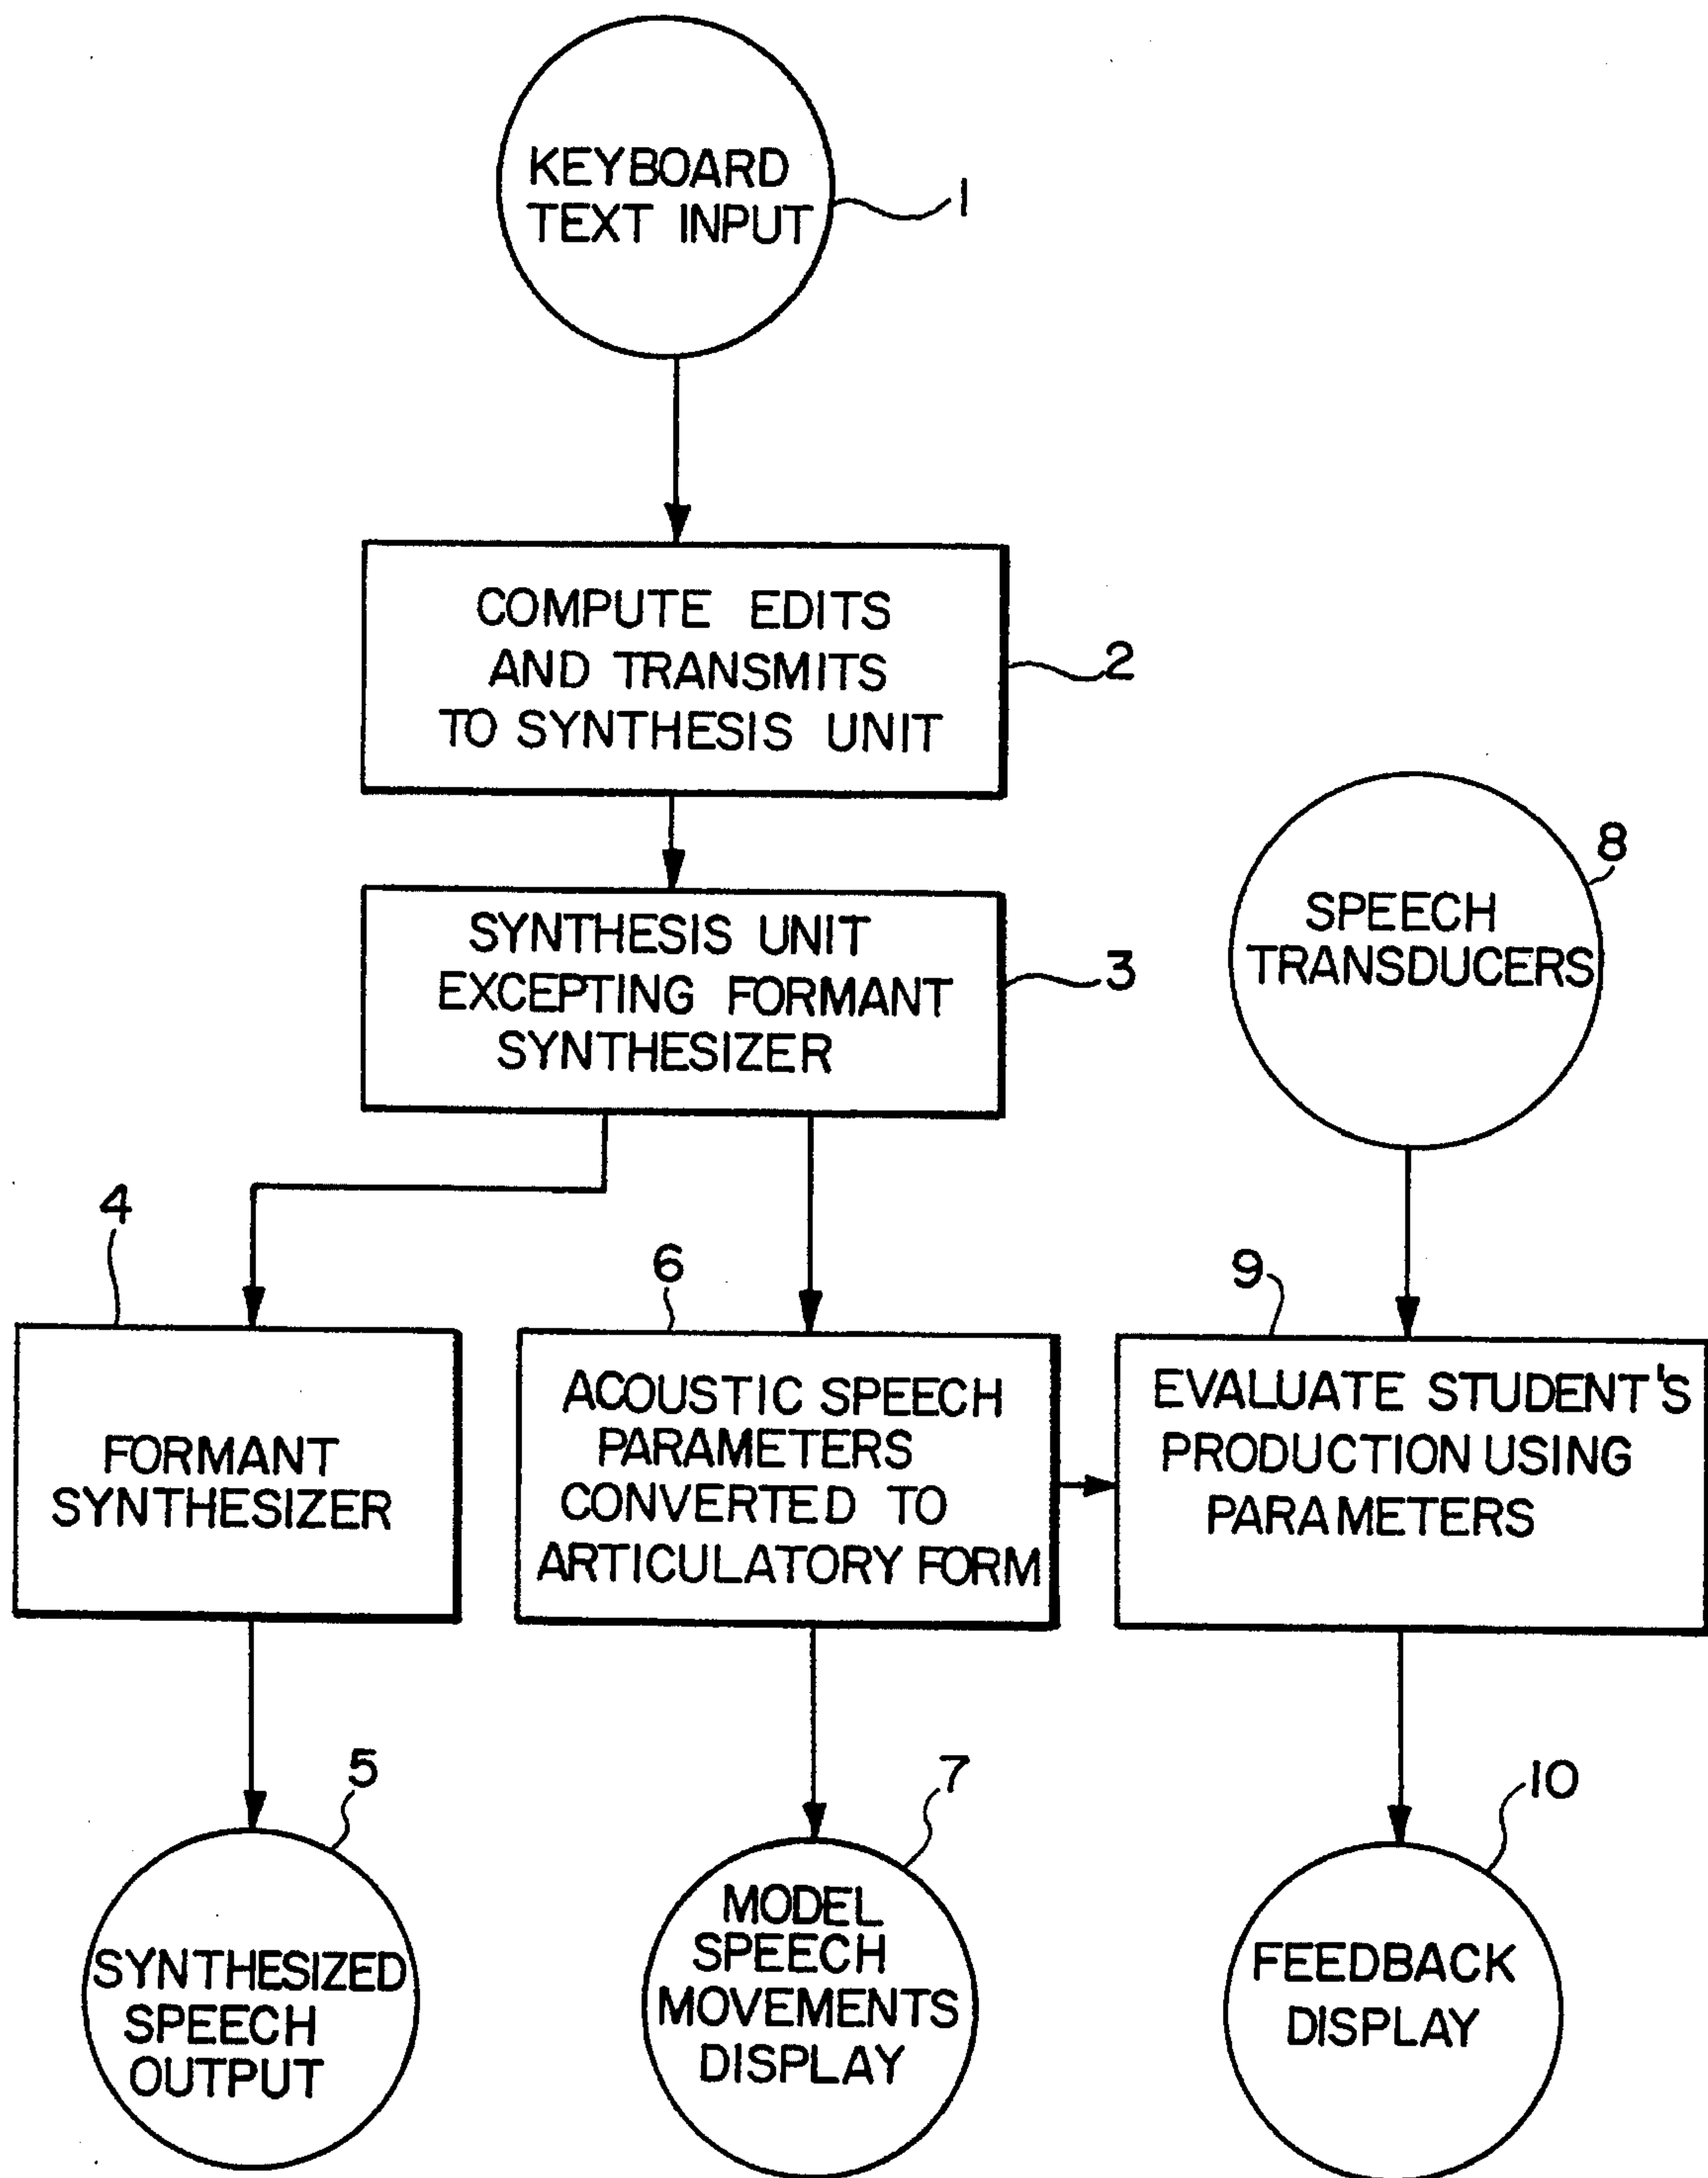 KEYBOARD
TEXT INPUT
1
COMPUTE EDITS
AND TRANSMITS
TO SYNTHESIS UNIT
2
SYNTHESIS UNIT
EXCEPTING FORMANT
SYNTHESIZER
3
8
SPEECH
TRANSDUCERS
4
FORMANT
SYNTHESIZER
6
ACOUSTIC SPEECH
PARAMETERS
CONVERTED TO
ARTICULATORY FORM
9
EVALUATE STUDENT'S
PRODUCTION USING
PARAMETERS
5
SYNTHESIZED
SPEECH
OUTPUT
7
MODEL
SPEECH
MOVEMENTS
DISPLAY
10
FEEDBACK
DISPLAY